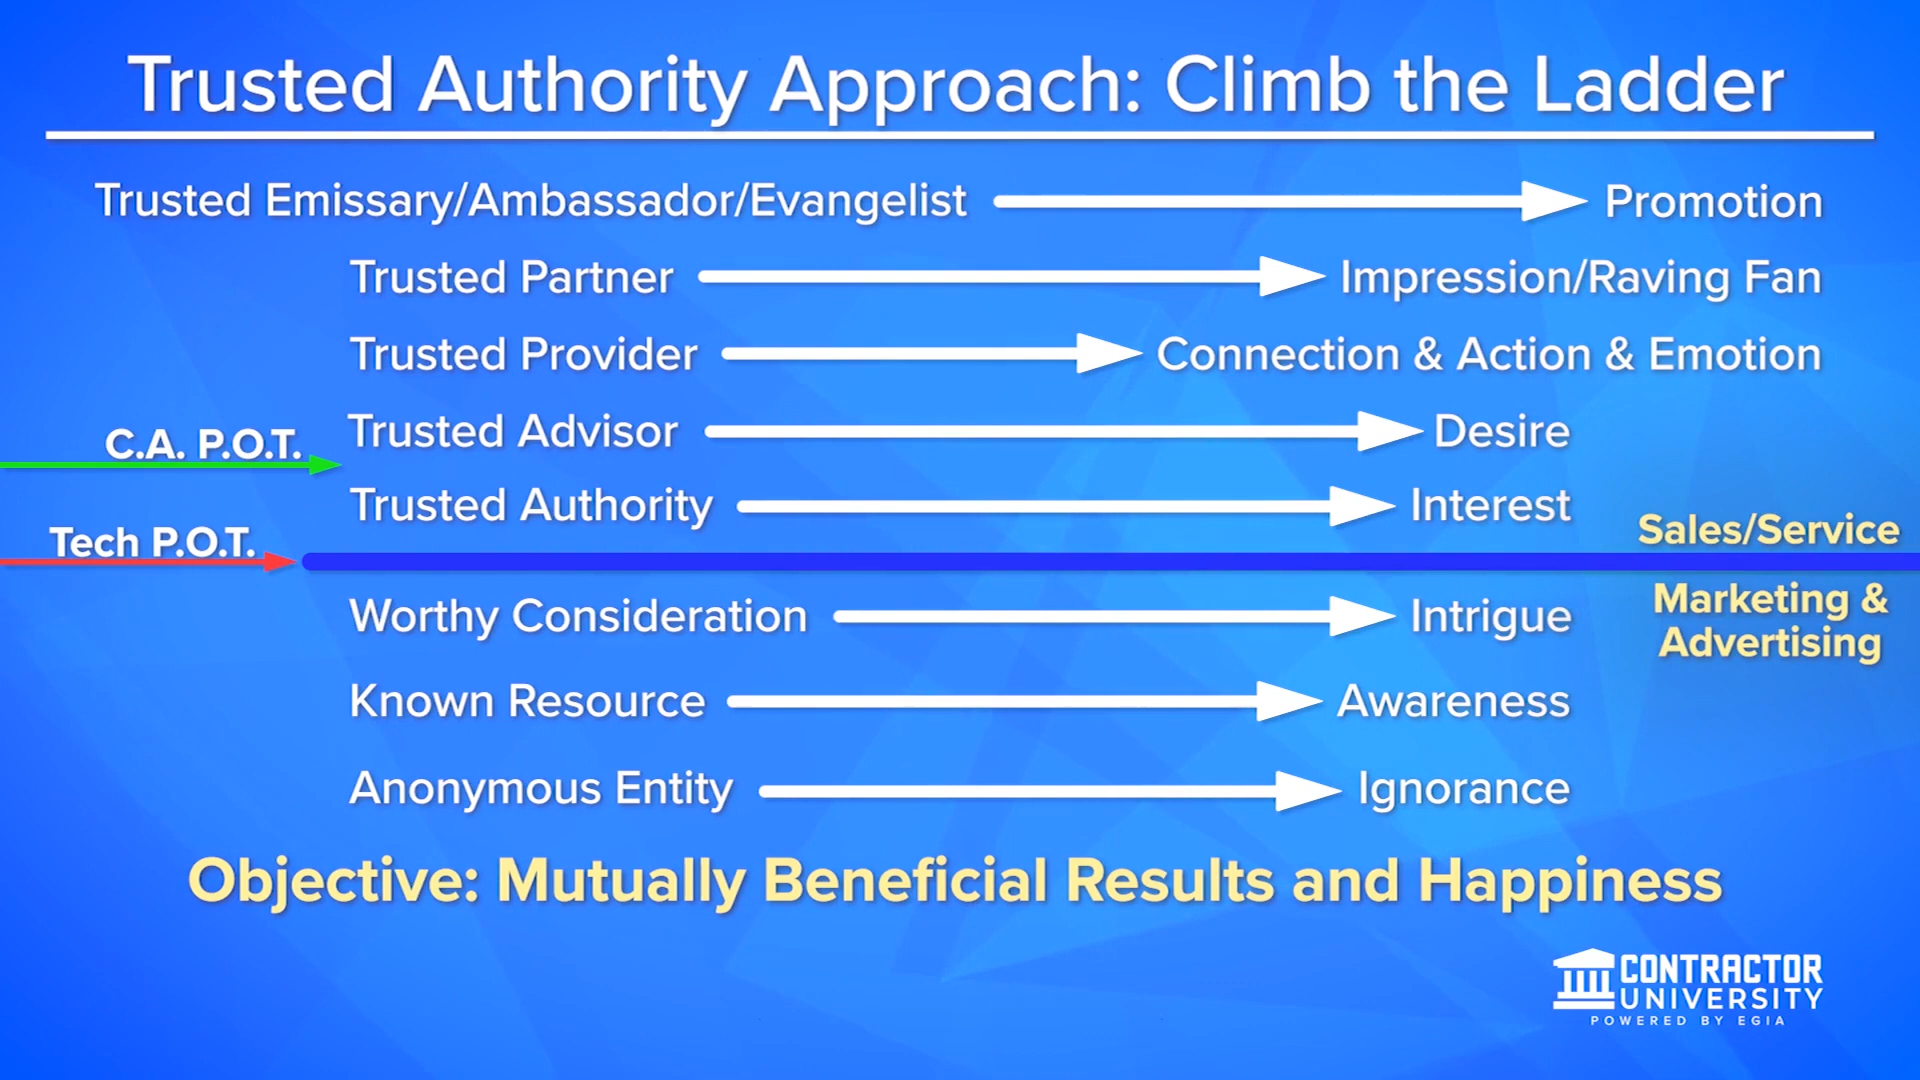 Trusted Authority Approach: Climb the Ladder
Trusted Emissary/Ambassador/Evangelist Promotion
Trusted Partner Impression/Raving Fan
Trusted Provider Connection & Action & Emotion
C.A. P.O.T. Trusted Advisor Desire
Trusted Authority Interest
Sales/Service
Tech P.O.T.
Marketing &
Advertising
Worthy Consideration Intrigue
Known Resource Awareness
Anonymous Entity Ignorance
Objective: Mutually Beneficial Results and Happiness
CONTRACTOR
UNIVERSITY
POWERED BY EGIA